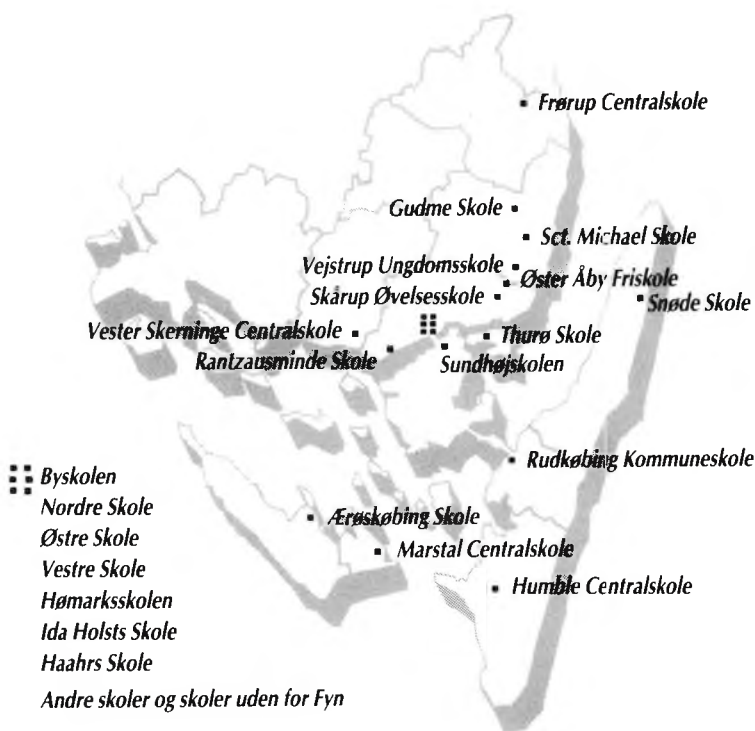 Frørup Centralskole
Gudme Skole
Sct. Michael Skole
Vejstrup Ungdomsskole
Øster Åby Friskole
Skårup Øvelsesskole
Snøde Skole
Vester Skerninge Centralskole
Thurø Skole
Rantzausminde Skole
Sundhøjskolen
Rudkøbing Kommuneskole
Byskolen
Nordre Skole
Ærøskøbing Skole
Østre Skole
Marstal Centralskole
Vestre Skole
Humble Centralskole
Hømarksskolen
Ida Holsts Skole
Haahrs Skole
Andre skoler og skoler uden for Fyn